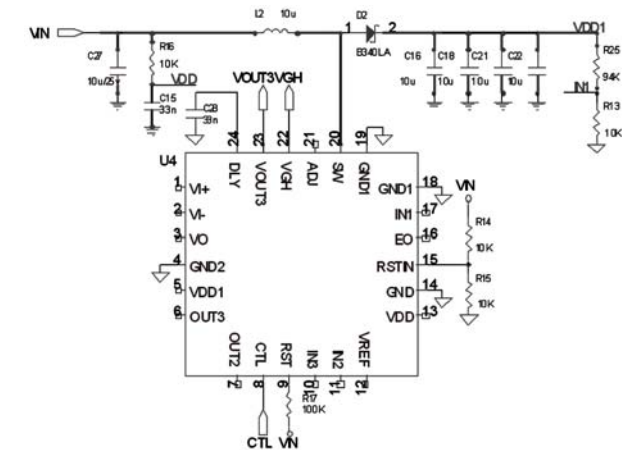 L2 10u
D2
VIN
1
2
VDD1
B340LA
C27
10u/25
R16
10K
VDD
C15
33n
C28
33n
VOUT3
VGH
C16
10u
C18
10u
C21
10u
C22
10u
R25
94K
IN1
R13
10K
24 23 22 21 20 19
U4
DLY
VOUT3
VGH
ADJ
SW
GND1
1 VI+
2 VI-
3 VO
4 GND2
5 VDD1
6 OUT3
GND1 18
IN1 17
EO 16
RSTIN 15
GND 14
VDD 13
VIN
R14
10K
R15
10K
OUT2
CTL
RST
IN3
IN2
VREF
7 8 9 10 11 12
R17
100K
CTL
VIN